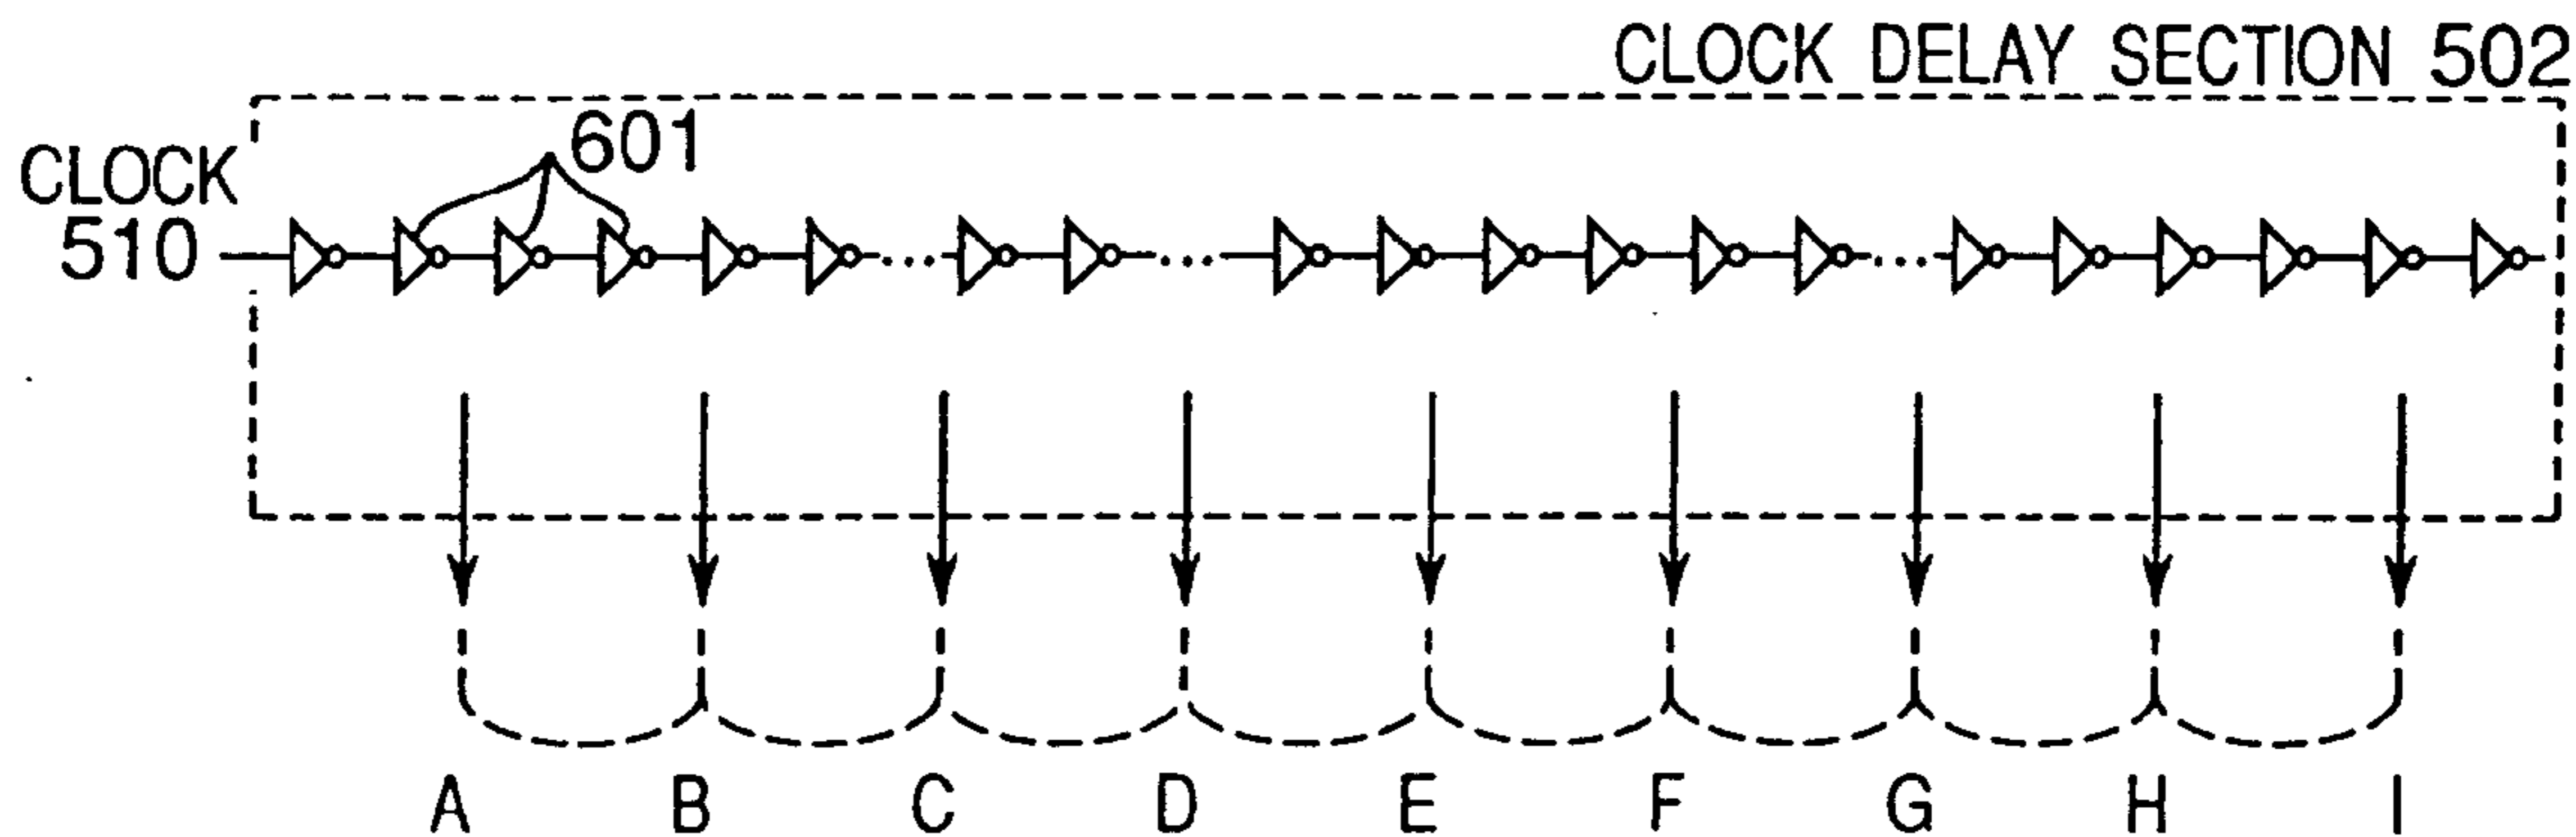 CLOCK DELAY SECTION 502
601
CLOCK
510
A B C D E F G H I